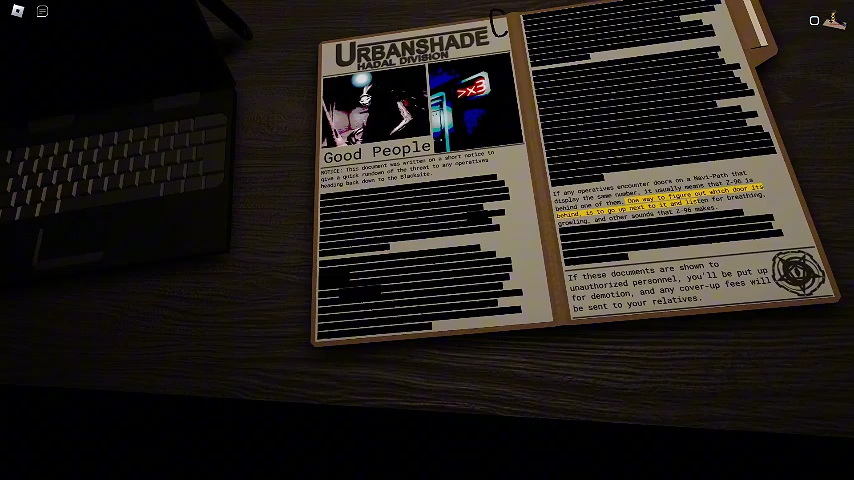 URBANSHADE
HADAL DIVISION
>x3
Good People
NOTICE: This document was written on a short notice to
give a quick rundown of the threat to any operatives
heading back down to the Blacksite.
If any operatives encounter doors on a Navi-Path that
display the same number, it usually means that Z-96 is
behind one of them. One way to figure out which door its
behind, is to go up next to it and listen for breathing,
growling, and other sounds that Z-96 makes.
If these documents are shown to
unauthorized personnel, you'll be put up
for demotion, and any cover-up fees will
be sent to your relatives.